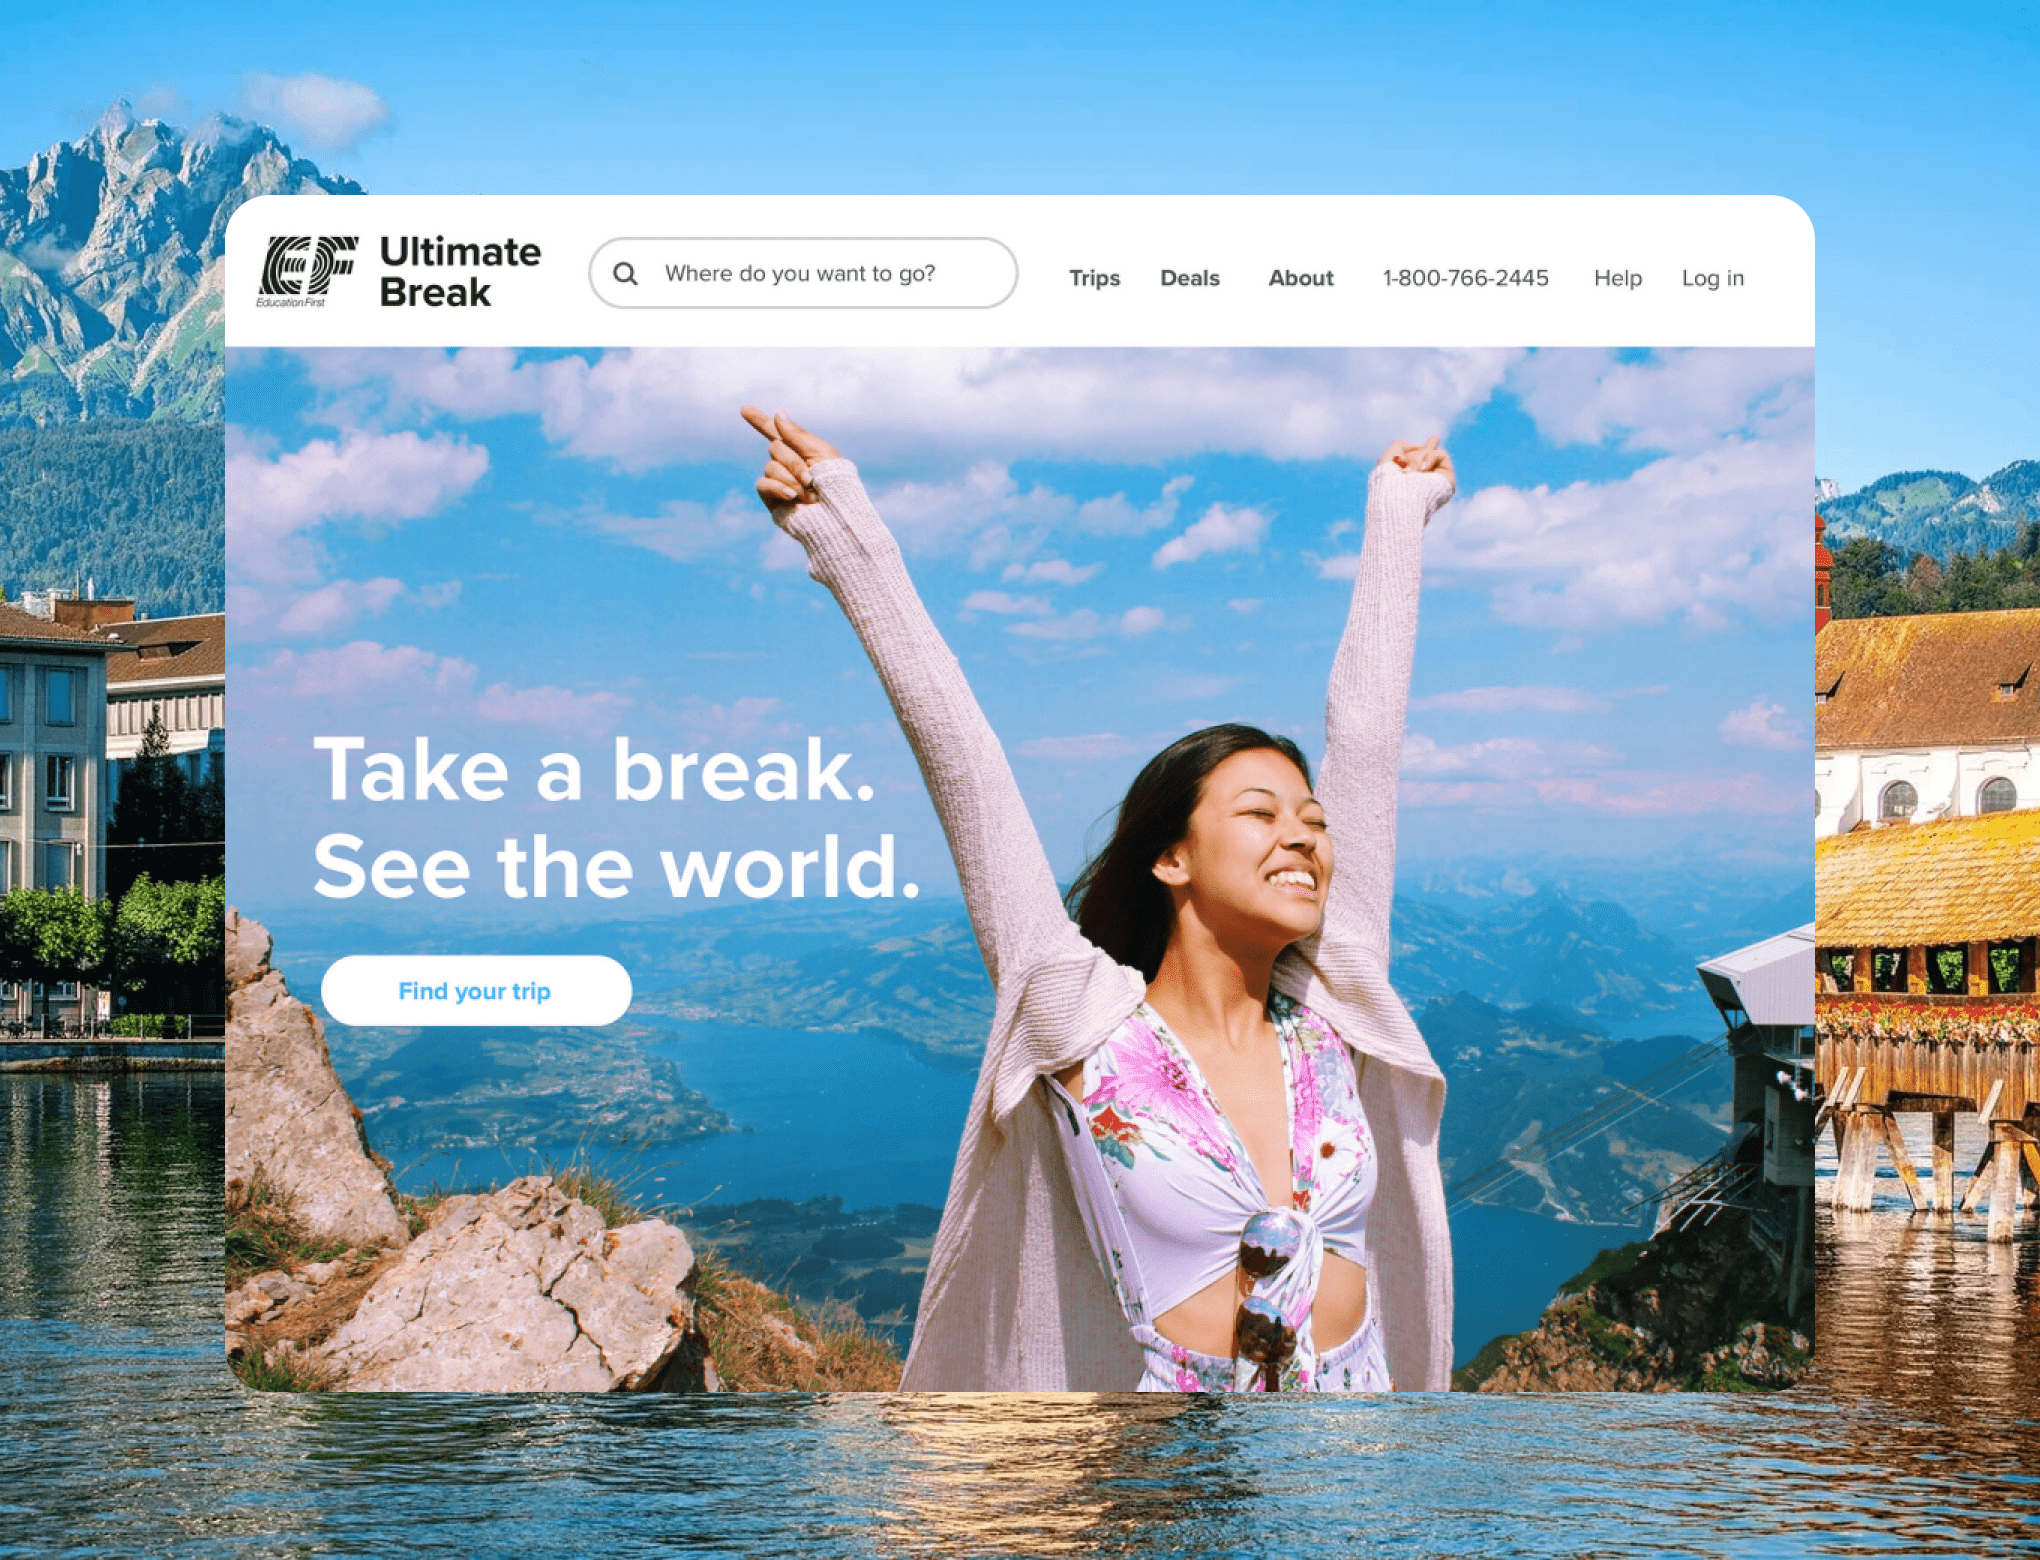 EF
Education First
Ultimate
Break
Where do you want to go?
Trips
Deals
About
1-800-766-2445
Help
Log in
Take a break.
See the world.
Find your trip